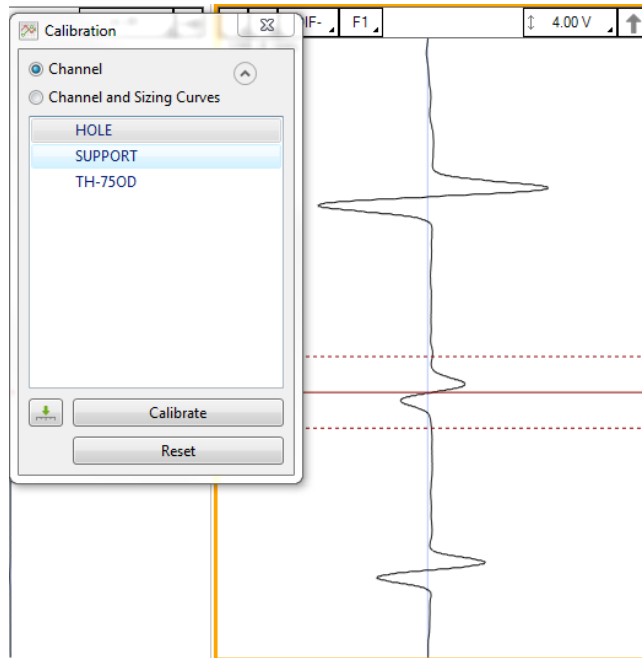 Calibration
IF-
F1
4.00 V
Channel
Channel and Sizing Curves
HOLE
SUPPORT
TH-75OD
Calibrate
Reset